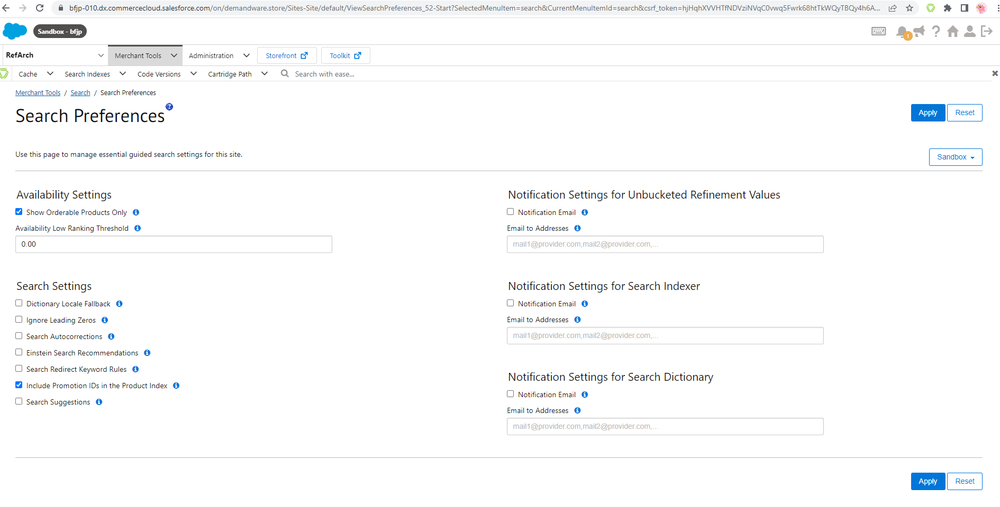 bfjp-010.dx.commercecloud.salesforce.com/on/demandware.store/Sites-Site/default/ViewSearchPreferences_52-Start?SelectedMenuItem=search&CurrentMenuItemId=search&csrf_token=hjHqhXVVHTfNDVziNVqC0vwq5Fwrk68htTkWQyTBQy4h6A...
Sandbox - bfjp
1
RefArch
Merchant Tools
Administration
Storefront
Toolkit
Cache
Search Indexes
Code Versions
Cartridge Path
Search with ease...
Merchant Tools / Search / Search Preferences
Search Preferences
Apply
Reset
Use this page to manage essential guided search settings for this site.
Sandbox
Availability Settings
Show Orderable Products Only
Availability Low Ranking Threshold
0.00
Search Settings
Dictionary Locale Fallback
Ignore Leading Zeros
Search Autocorrections
Einstein Search Recommendations
Search Redirect Keyword Rules
Include Promotion IDs in the Product Index
Search Suggestions
Notification Settings for Unbucketed Refinement Values
Notification Email
Email to Addresses
mail1@provider.com,mail2@provider.com,...
Notification Settings for Search Indexer
Notification Email
Email to Addresses
mail1@provider.com,mail2@provider.com,...
Notification Settings for Search Dictionary
Notification Email
Email to Addresses
mail1@provider.com,mail2@provider.com,...
Apply
Reset